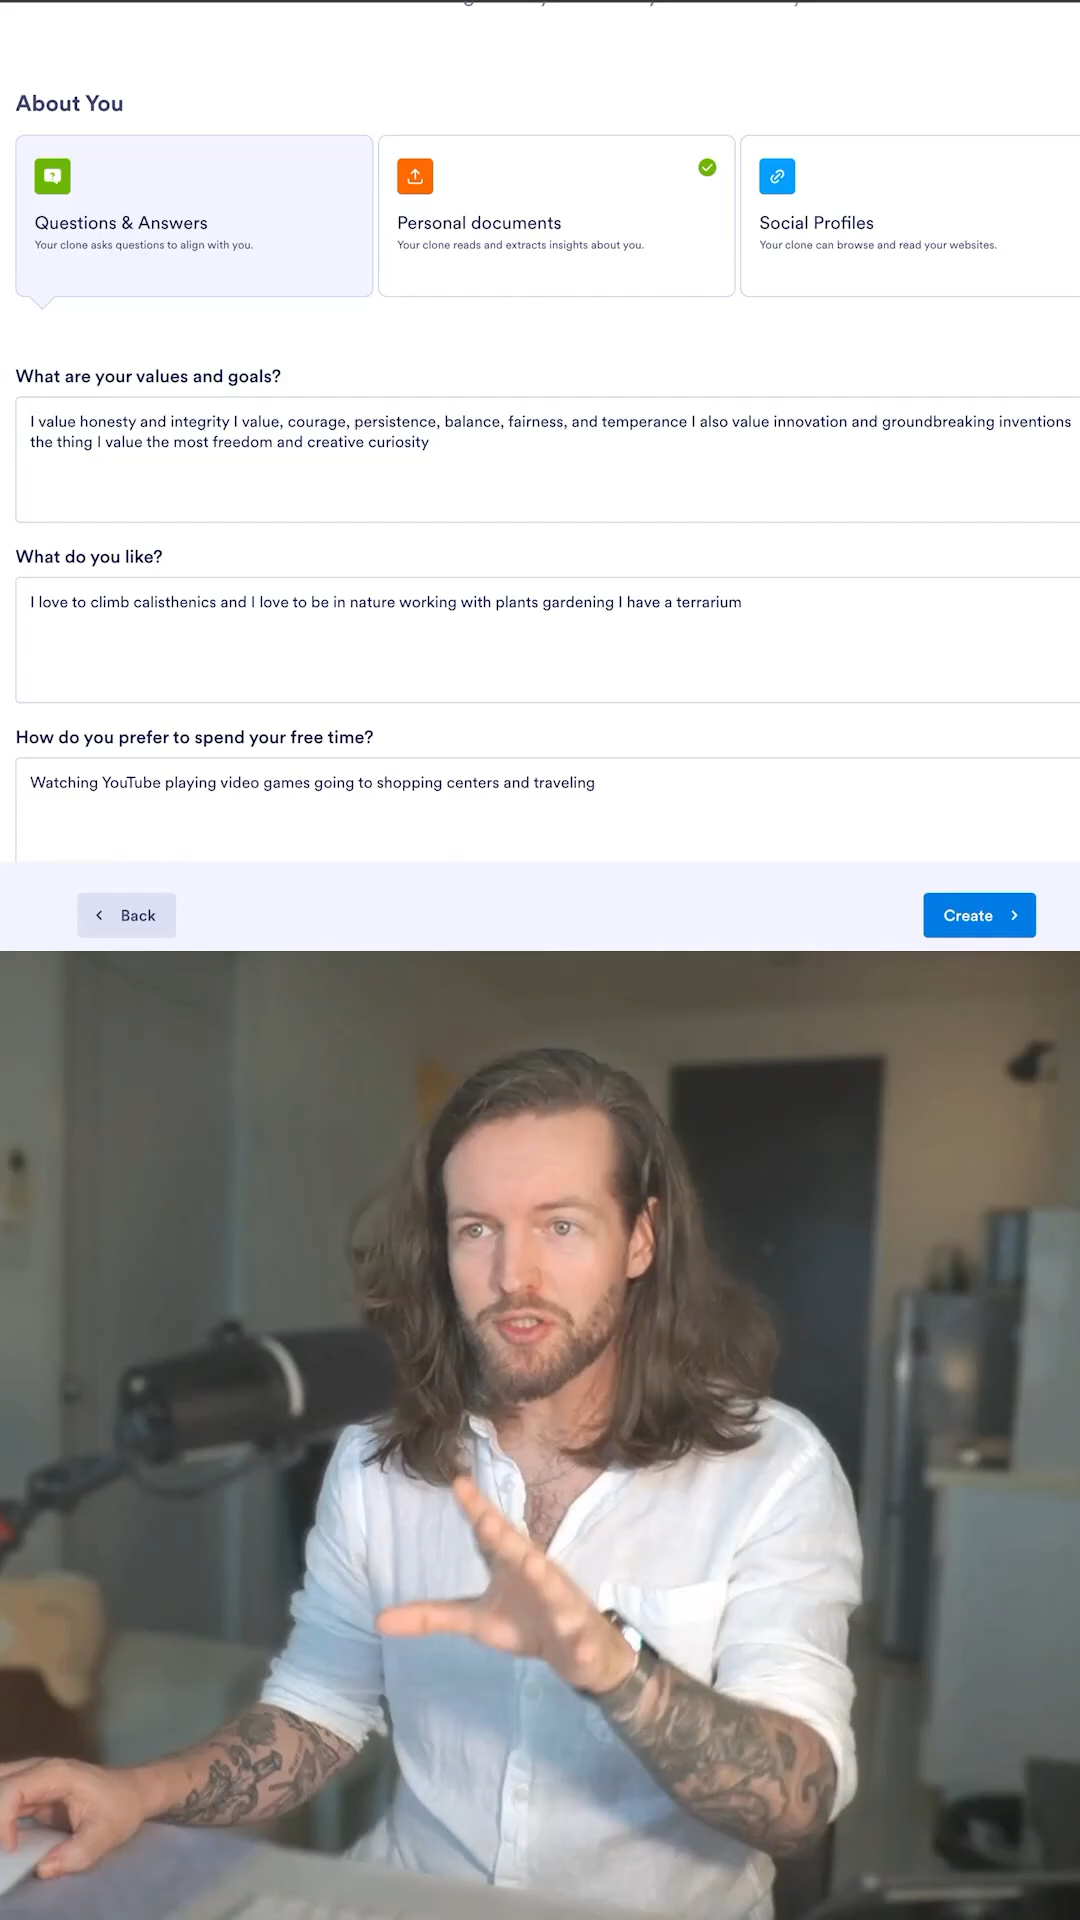 About You
Questions & Answers
Your clone asks questions to align with you.
Personal documents
Your clone reads and extracts insights about you.
Social Profiles
Your clone can browse and read your websites.
What are your values and goals?
I value honesty and integrity I value, courage, persistence, balance, fairness, and temperance I also value innovation and groundbreaking inventions
the thing I value the most freedom and creative curiosity
What do you like?
I love to climb calisthenics and I love to be in nature working with plants gardening I have a terrarium
How do you prefer to spend your free time?
Watching YouTube playing video games going to shopping centers and traveling
Back
Create